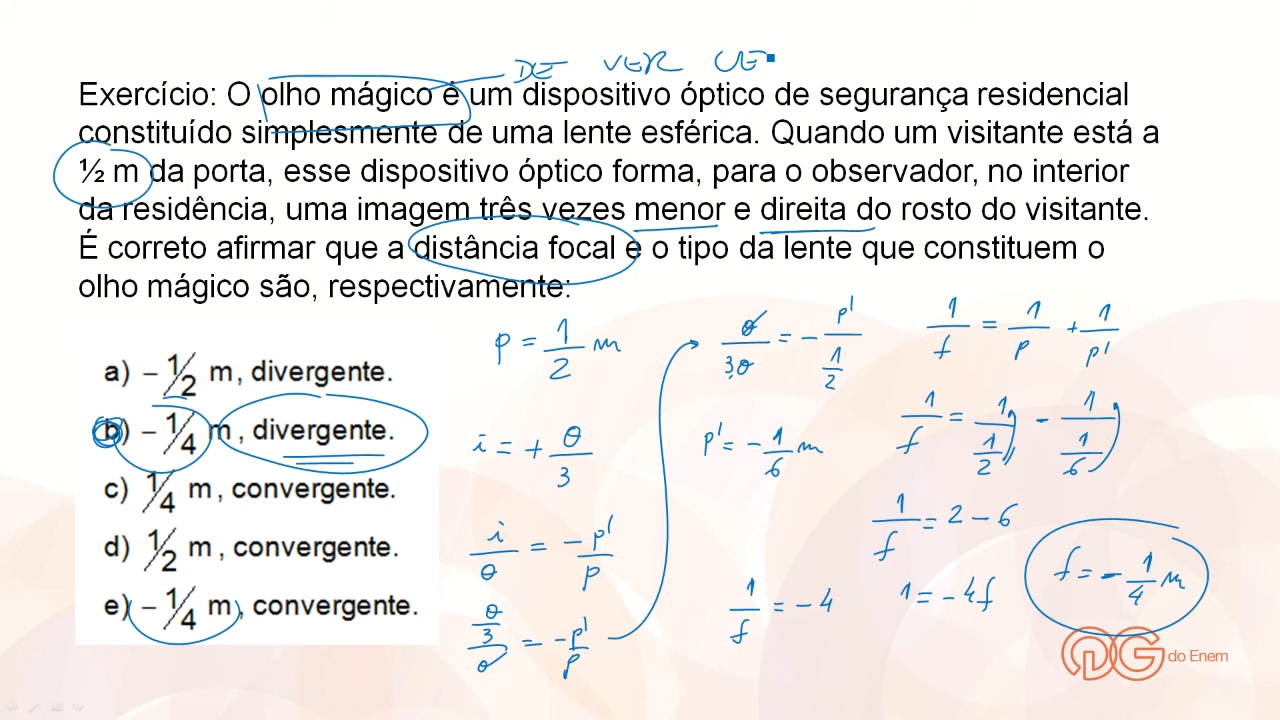 DE VER CE
Exercício: O olho mágico é um dispositivo óptico de segurança residencial
constituído simplesmente de uma lente esférica. Quando um visitante está a
½ m da porta, esse dispositivo óptico forma, para o observador, no interior
da residência, uma imagem três vezes menor e direita do rosto do visitante.
É correto afirmar que a distância focal e o tipo da lente que constituem o
olho mágico são, respectivamente:
a) – 1/2 m, divergente.
b) – 1/4 m, divergente.
c) 1/4 m, convergente.
d) 1/2 m, convergente.
e) – 1/4 m, convergente.
p = 1/2 m
i = + o/3
i/o = -p'/p
o/3/o = -p'/p
o/3o = - p'/1/2
p' = - 1/6 m
1/f = 1/p + 1/p'
1/f = 1/1/2 - 1/1/6
1/f = 2 - 6
1/f = - 4
1 = - 4f
f = - 1/4 m
QDG do Enem